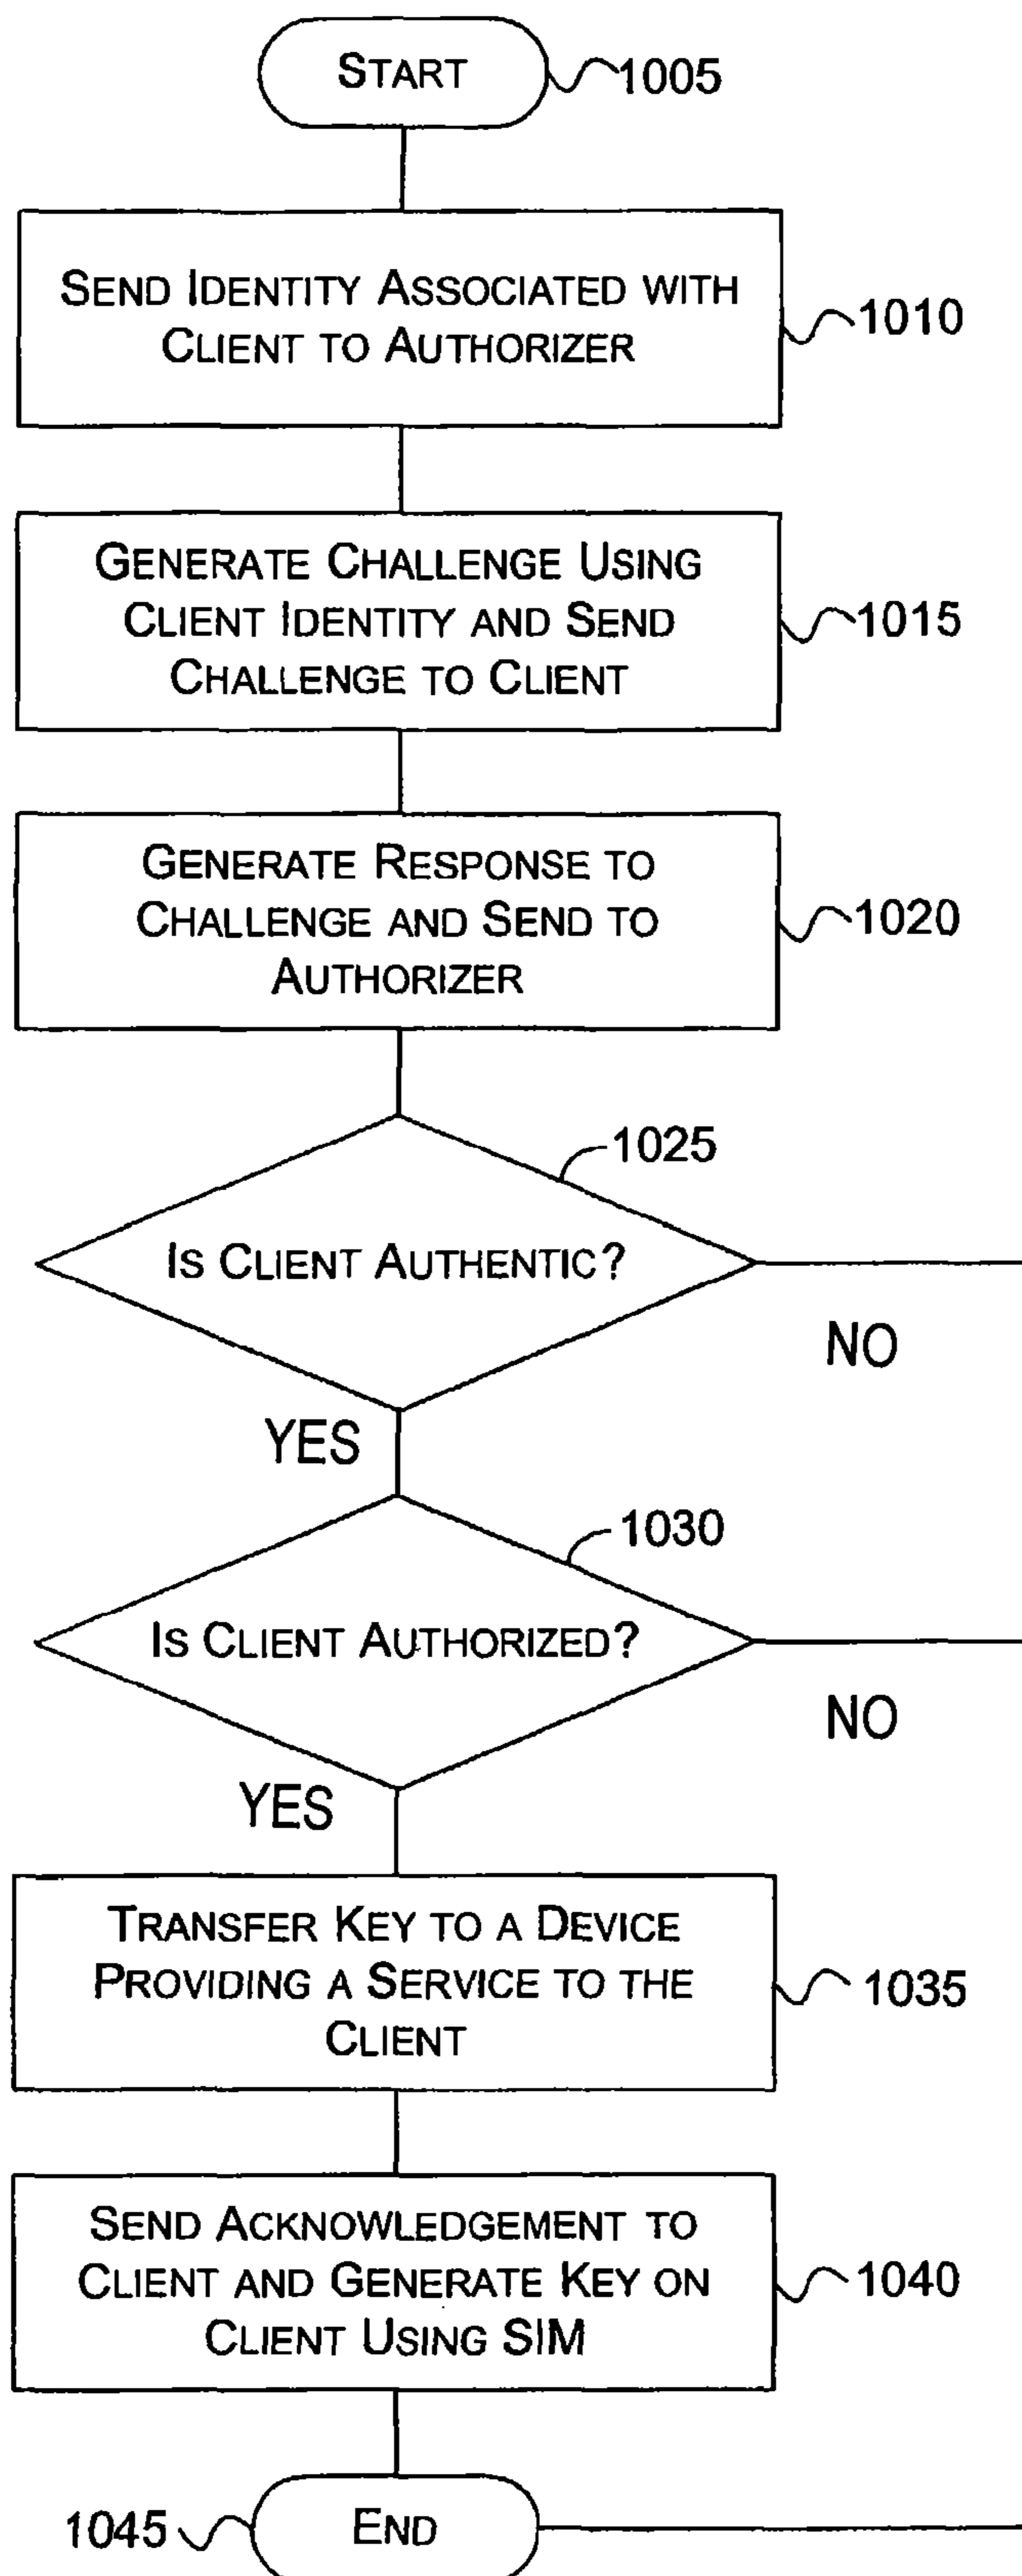 START
1005
SEND IDENTITY ASSOCIATED WITH
CLIENT TO AUTHORIZER
1010
GENERATE CHALLENGE USING
CLIENT IDENTITY AND SEND
CHALLENGE TO CLIENT
1015
GENERATE RESPONSE TO
CHALLENGE AND SEND TO
AUTHORIZER
1020
1025
IS CLIENT AUTHENTIC?
NO
YES
1030
IS CLIENT AUTHORIZED?
NO
YES
TRANSFER KEY TO A DEVICE
PROVIDING A SERVICE TO THE
CLIENT
1035
SEND ACKNOWLEDGEMENT TO
CLIENT AND GENERATE KEY ON
CLIENT USING SIM
1040
1045
END